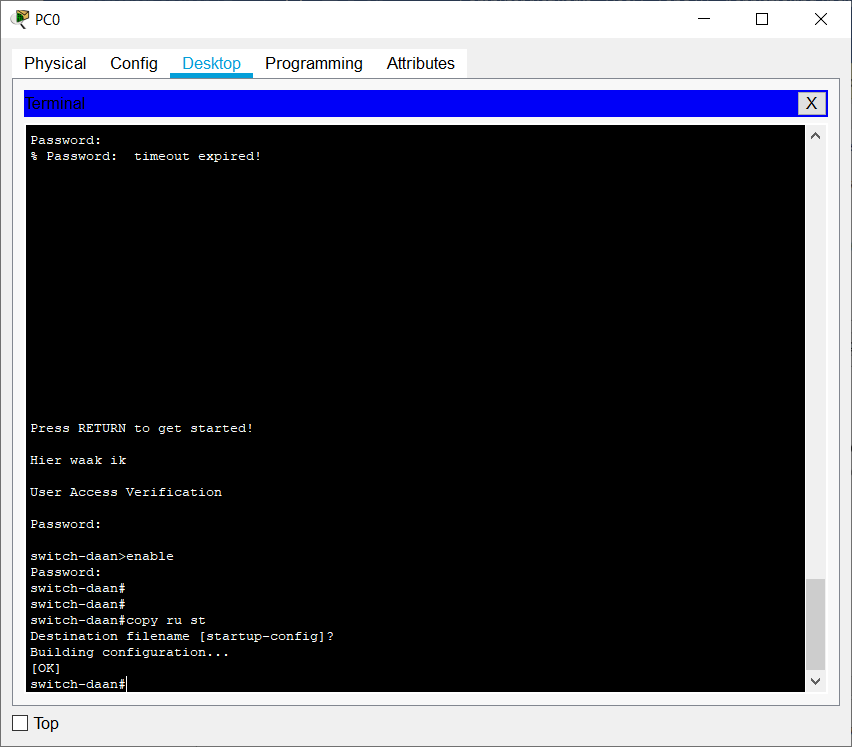 PC0
Physical Config Desktop Programming Attributes
Terminal X
Password:
% Password:  timeout expired!
Press RETURN to get started!
Hier waak ik
User Access Verification
Password:
switch-daan>enable
Password:
switch-daan#
switch-daan#
switch-daan#copy ru st
Destination filename [startup-config]?
Building configuration...
[OK]
switch-daan#
Top